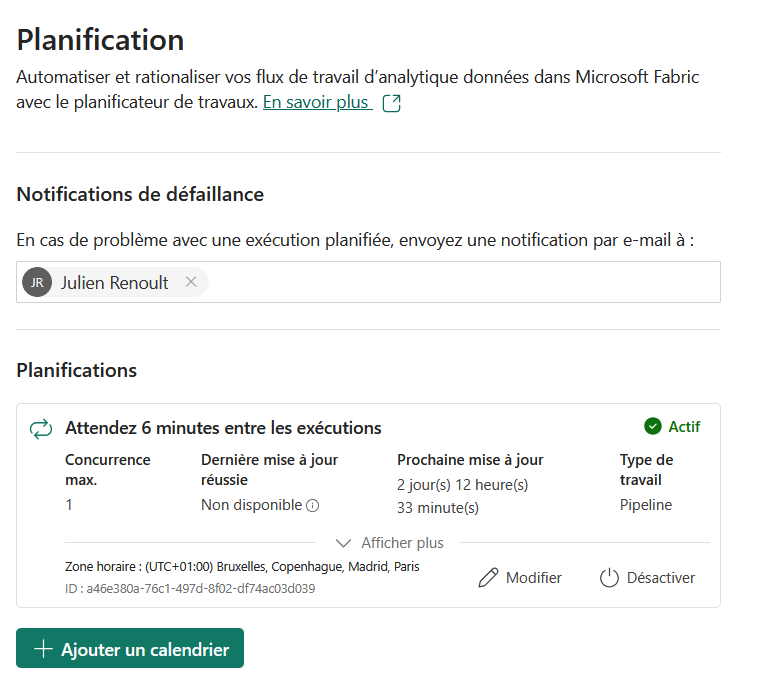 Planification
Automatiser et rationaliser vos flux de travail d’analytique données dans Microsoft Fabric
avec le planificateur de travaux. En savoir plus
Notifications de défaillance
En cas de problème avec une exécution planifiée, envoyez une notification par e-mail à :
JR Julien Renoult
Planifications
Attendez 6 minutes entre les exécutions
Actif
Concurrence max.
1
Dernière mise à jour réussie
Non disponible
Prochaine mise à jour
2 jour(s) 12 heure(s)
33 minute(s)
Type de travail
Pipeline
Afficher plus
Zone horaire : (UTC+01:00) Bruxelles, Copenhague, Madrid, Paris
ID : a46e380a-76c1-497d-8f02-df74ac03d039
Modifier
Désactiver
Ajouter un calendrier